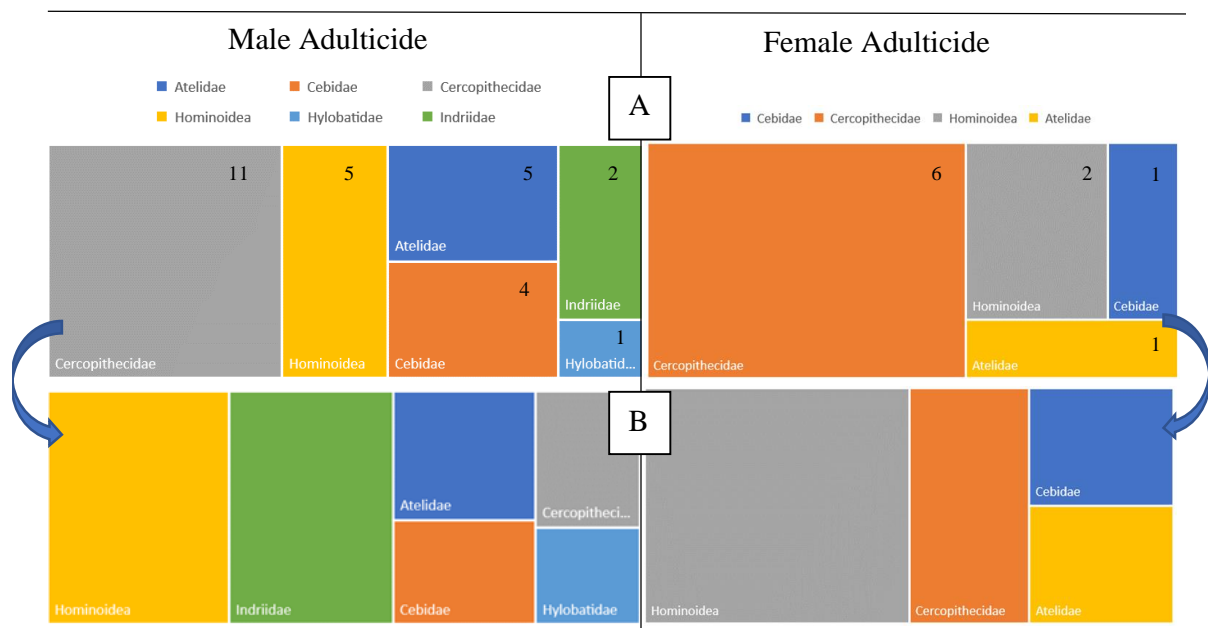 Male Adulticide
Female Adulticide
Atelidae Cebidae Cercopithecidae
Hominoidea Hylobatidae Indriidae
A
Cebidae Cercopithecidae Hominoidea Atelidae
11 5 5 2
Atelidae
4
Indriidae
1
Cercopithecidae Hominoidea Cebidae Hylobatid...
6 2 1
Hominoidea Cebidae
1
Cercopithecidae Atelidae
B
Atelidae
Cercopitheci...
Hominoidea Indriidae Cebidae Hylobatidae
Cebidae
Hominoidea Cercopithecidae Atelidae